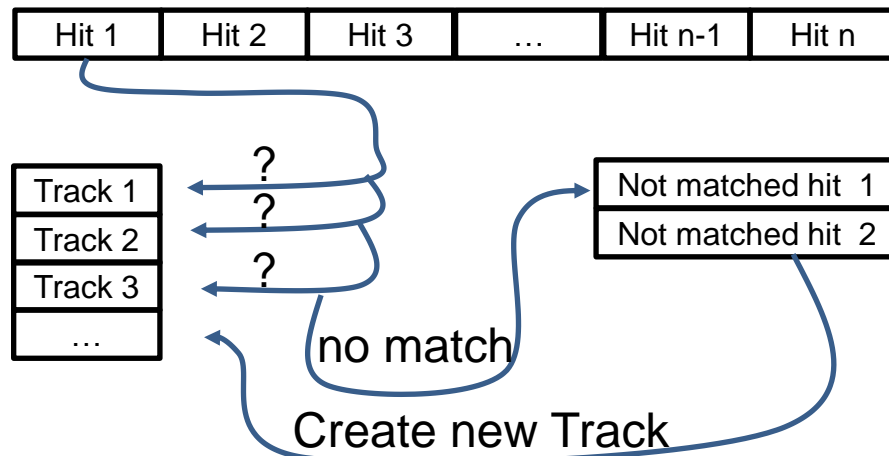 Hit 1 Hit 2 Hit 3 … Hit n-1 Hit n
?
Track 1
Not matched hit 1
?
Track 2
Not matched hit 2
?
Track 3
…
no match
Create new Track